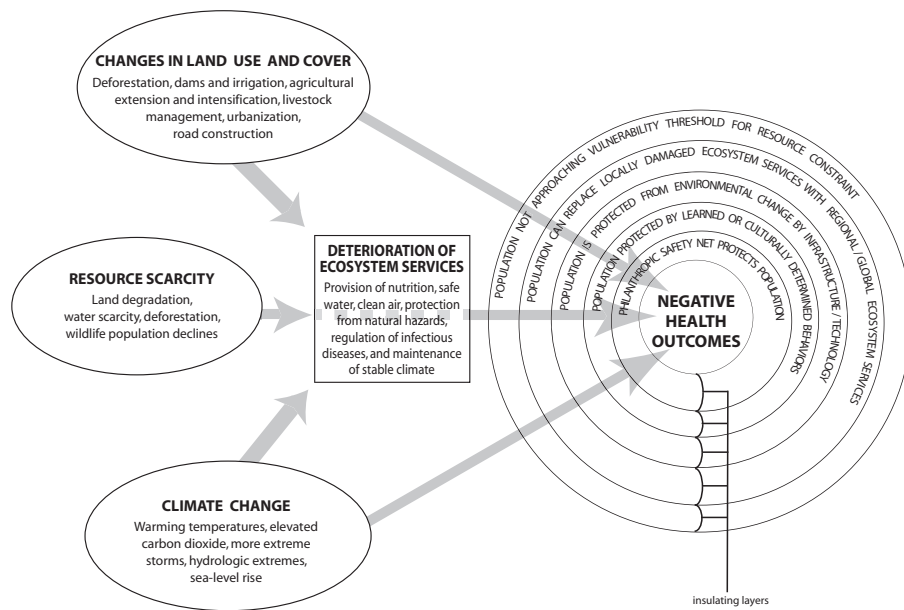 CHANGES IN LAND USE AND COVER
Deforestation, dams and irrigation, agricultural
extension and intensification, livestock
management, urbanization,
road construction
RESOURCE SCARCITY
Land degradation,
water scarcity, deforestation,
wildlife population declines
CLIMATE CHANGE
Warming temperatures, elevated
carbon dioxide, more extreme
storms, hydrologic extremes,
sea-level rise
DETERIORATION OF
ECOSYSTEM SERVICES
Provision of nutrition, safe
water, clean air, protection
from natural hazards,
regulation of infectious
diseases, and maintenance
of stable climate
POPULATION NOT APPROACHING VULNERABILITY THRESHOLD FOR RESOURCE CONSTRAINT
POPULATION CAN REPLACE LOCALLY DAMAGED ECOSYSTEM SERVICES WITH REGIONAL/GLOBAL ECOSYSTEM SERVICES
POPULATION IS PROTECTED FROM ENVIRONMENTAL CHANGE BY INFRASTRUCTURE/TECHNOLOGY
POPULATION PROTECTED BY LEARNED OR CULTURALLY DETERMINED BEHAVIORS
PHILANTHROPIC SAFETY NET PROTECTS POPULATION
NEGATIVE
HEALTH
OUTCOMES
insulating layers